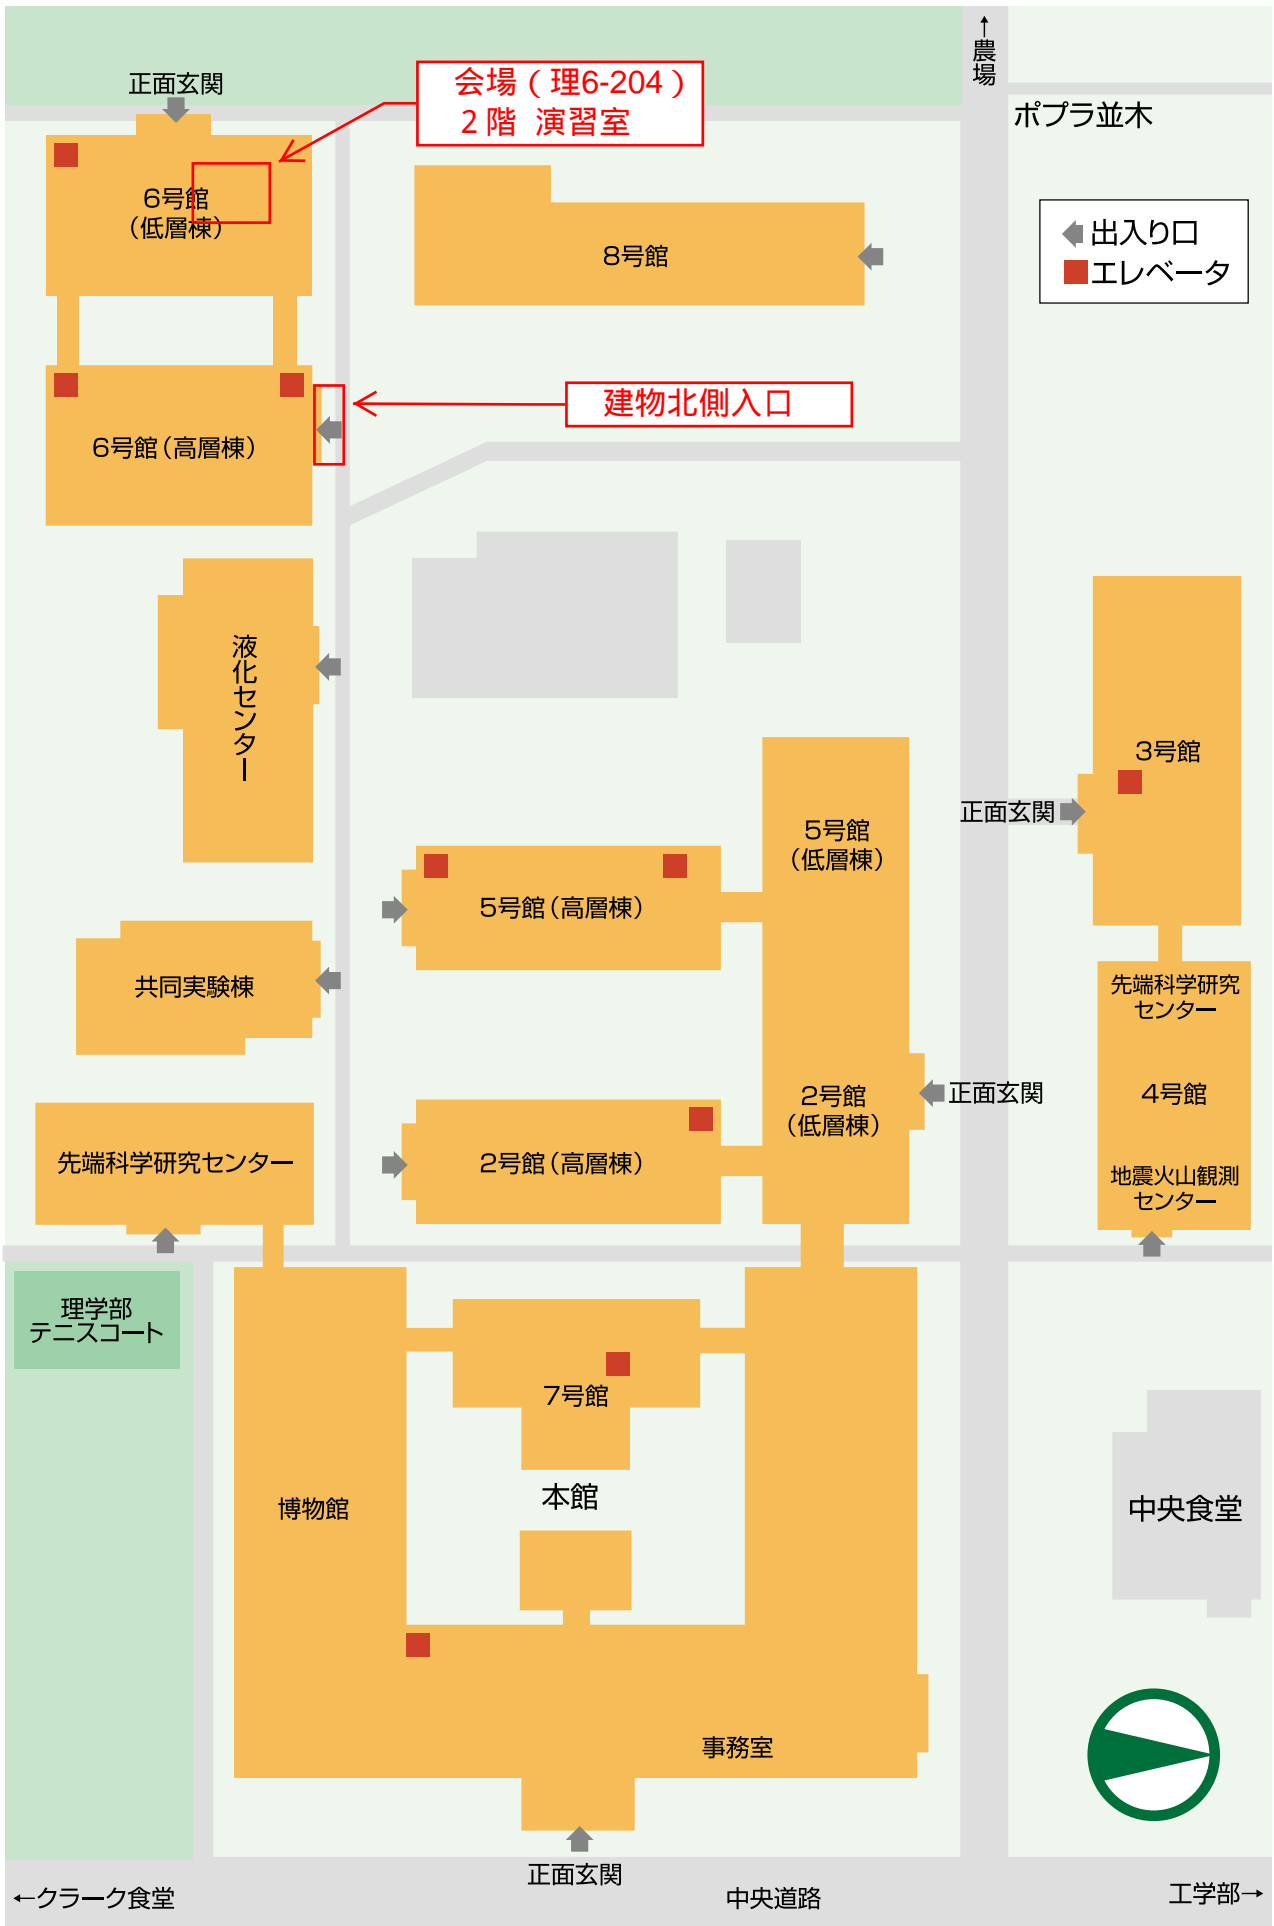 ↑農場
正面玄関
会場（理6-204）
２階 演習室
ポプラ並木
6号館
（低層棟）
8号館
出入り口
エレベータ
建物北側入口
6号館（高層棟）
液化センター
3号館
正面玄関
5号館
（低層棟）
5号館（高層棟）
共同実験棟
先端科学研究
センター
4号館
2号館
（低層棟）
正面玄関
先端科学研究センター
2号館（高層棟）
地震火山観測
センター
理学部
テニスコート
7号館
本館
博物館
中央食堂
事務室
正面玄関
←クラーク食堂
中央道路
工学部→